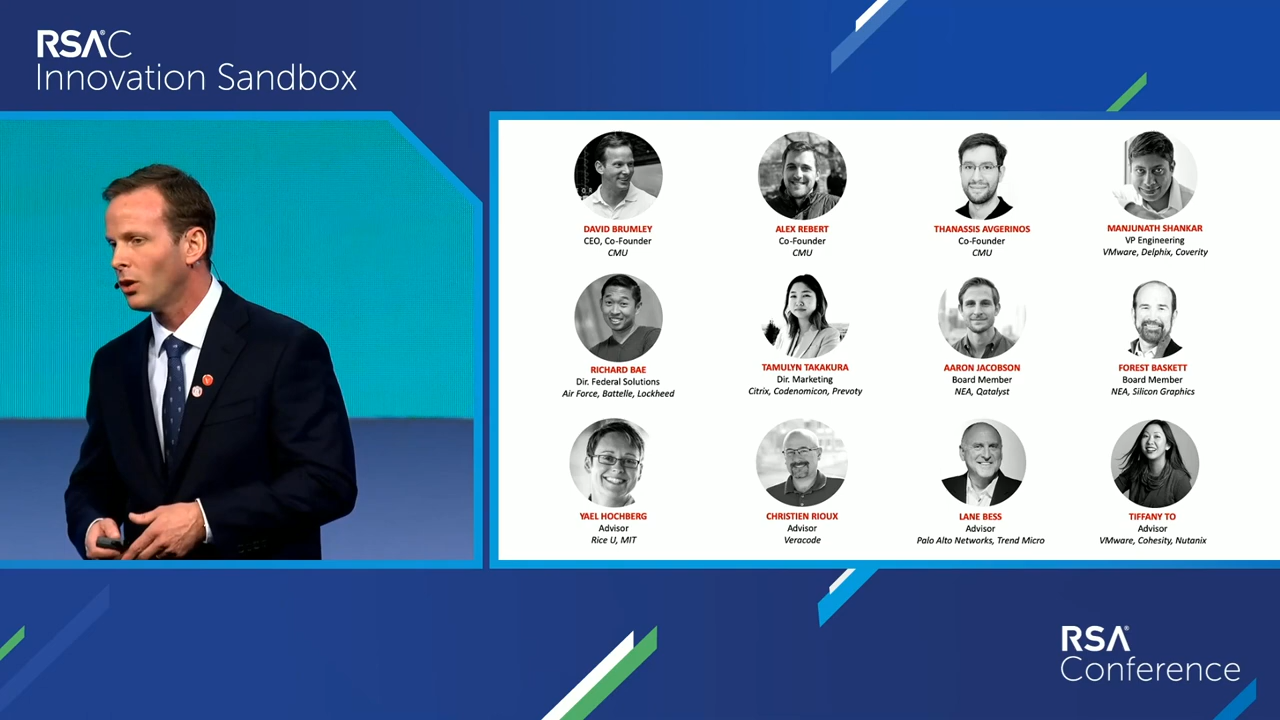 RSA®C
Innovation Sandbox
DAVID BRUMLEY
CEO, Co-Founder
CMU
ALEX REBERT
Co-Founder
CMU
THANASSIS AVGERINOS
Co-Founder
CMU
MANJUNATH SHANKAR
VP Engineering
VMware, Delphix, Coverity
RICHARD BAE
Dir. Federal Solutions
Air Force, Battelle, Lockheed
TAMULYN TAKAKURA
Dir. Marketing
Citrix, Codenomicon, Prevoty
AARON JACOBSON
Board Member
NEA, Qatalyst
FOREST BASKETT
Board Member
NEA, Silicon Graphics
YAEL HOCHBERG
Advisor
Rice U, MIT
CHRISTIEN RIOUX
Advisor
Veracode
LANE BESS
Advisor
Palo Alto Networks, Trend Micro
TIFFANY TO
Advisor
VMware, Cohesity, Nutanix
RSA®
Conference